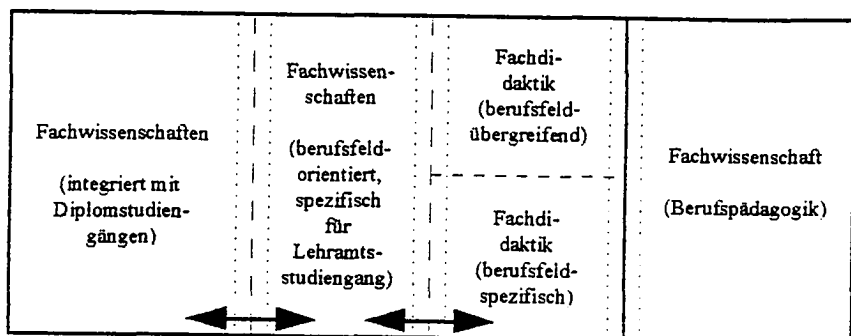 Fachwissenschaften
(integriert mit
Diplomstudien-
gängen)
Fachwissen-
schaften
(berufsfeld-
orientiert,
spezifisch
für
Lehramts-
studiengang)
Fachdi-
daktik
(berufsfeld-
übergreifend)
Fachdi-
daktik
(berufsfeld-
spezifisch)
Fachwissenschaft
(Berufspädagogik)